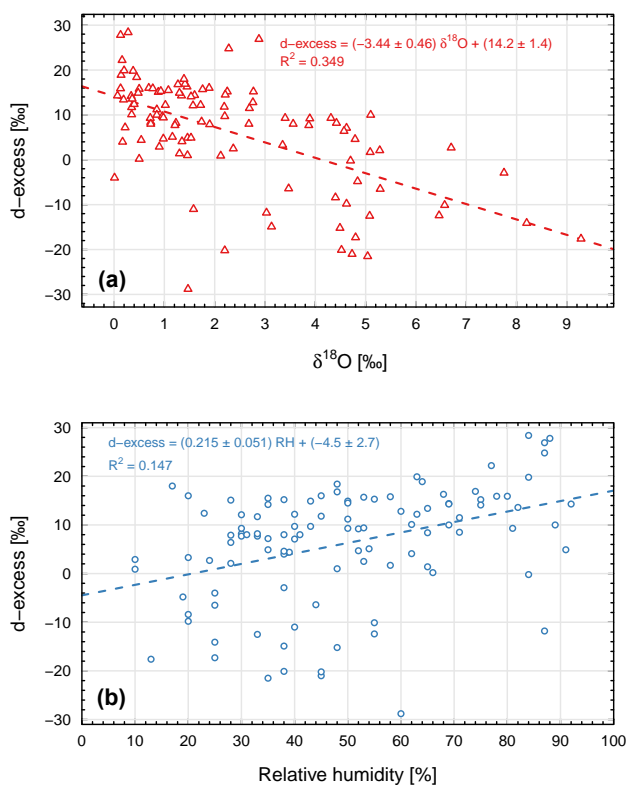 d−excess = (−3.44 ± 0.46) δ18O + (14.2 ± 1.4)
R2 = 0.349
30
20
10
0
−10
−20
−30
d−excess [‰]
(a)
0 1 2 3 4 5 6 7 8 9
δ18O [‰]
d−excess = (0.215 ± 0.051) RH + (−4.5 ± 2.7)
R2 = 0.147
30
20
10
0
−10
−20
−30
d−excess [‰]
(b)
0 10 20 30 40 50 60 70 80 90 100
Relative humidity [%]